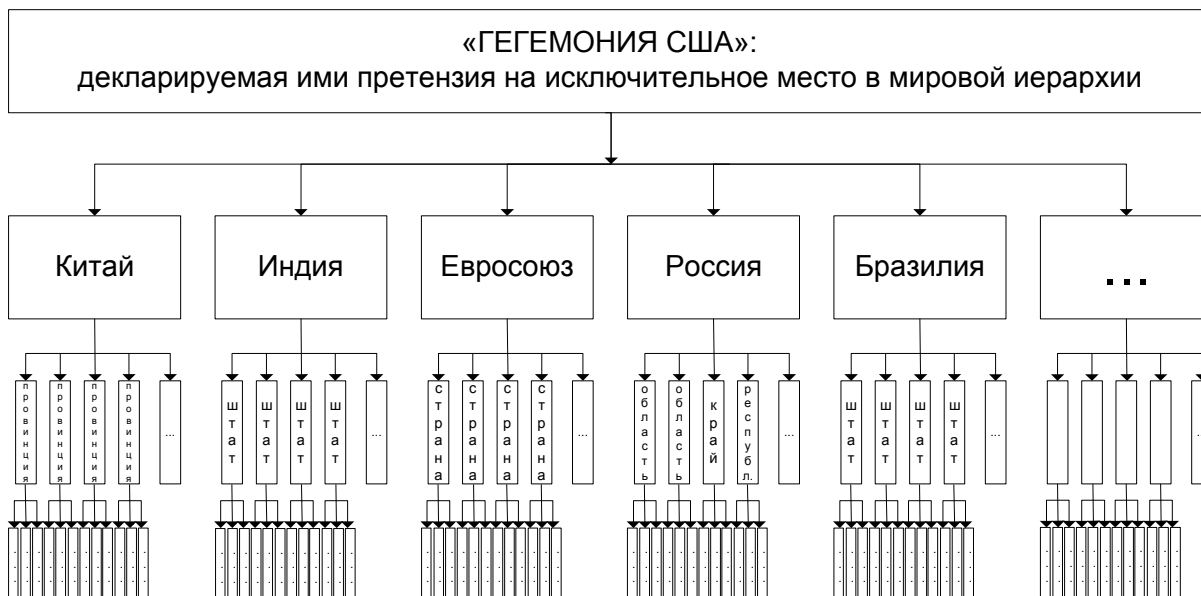 «ГЕГЕМОНИЯ США»:
декларируемая ими претензия на исключительное место в мировой иерархии
Китай
Индия
Евросоюз
Россия
Бразилия
...
провинция
провинция
провинция
провинция
...
штат
штат
штат
штат
...
страна
страна
страна
страна
...
область
область
край
республ.
...
штат
штат
штат
штат
...
...